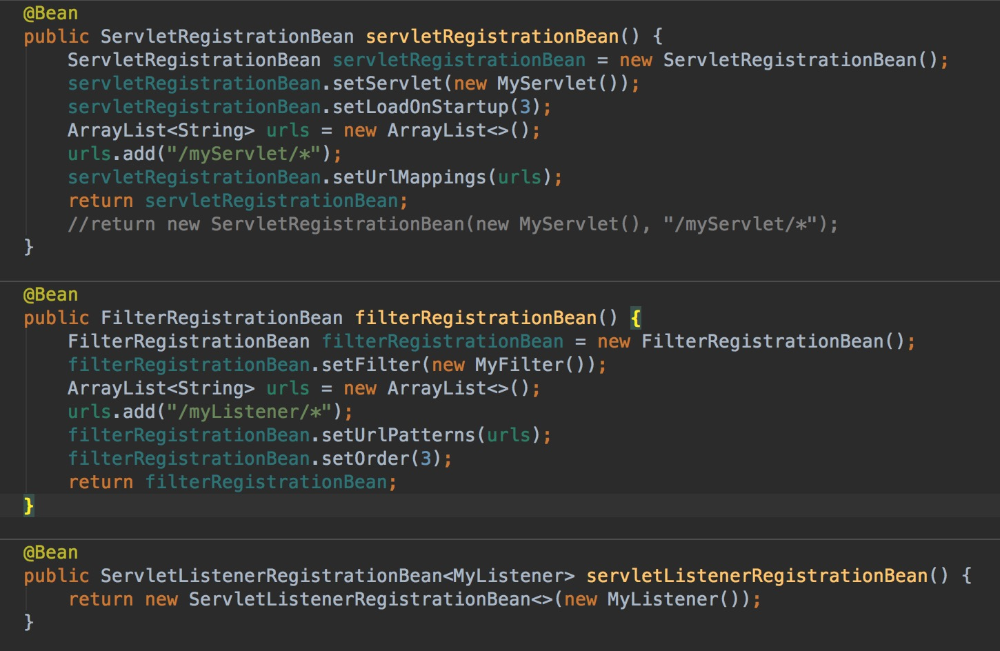 @Bean
public ServletRegistrationBean servletRegistrationBean() {
    ServletRegistrationBean servletRegistrationBean = new ServletRegistrationBean();
    servletRegistrationBean.setServlet(new MyServlet());
    servletRegistrationBean.setLoadOnStartup(3);
    ArrayList<String> urls = new ArrayList<>();
    urls.add("/myServlet/*");
    servletRegistrationBean.setUrlMappings(urls);
    return servletRegistrationBean;
    //return new ServletRegistrationBean(new MyServlet(), "/myServlet/*");
}
@Bean
public FilterRegistrationBean filterRegistrationBean() {
    FilterRegistrationBean filterRegistrationBean = new FilterRegistrationBean();
    filterRegistrationBean.setFilter(new MyFilter());
    ArrayList<String> urls = new ArrayList<>();
    urls.add("/myListener/*");
    filterRegistrationBean.setUrlPatterns(urls);
    filterRegistrationBean.setOrder(3);
    return filterRegistrationBean;
}
@Bean
public ServletListenerRegistrationBean<MyListener> servletListenerRegistrationBean() {
    return new ServletListenerRegistrationBean<>(new MyListener());
}